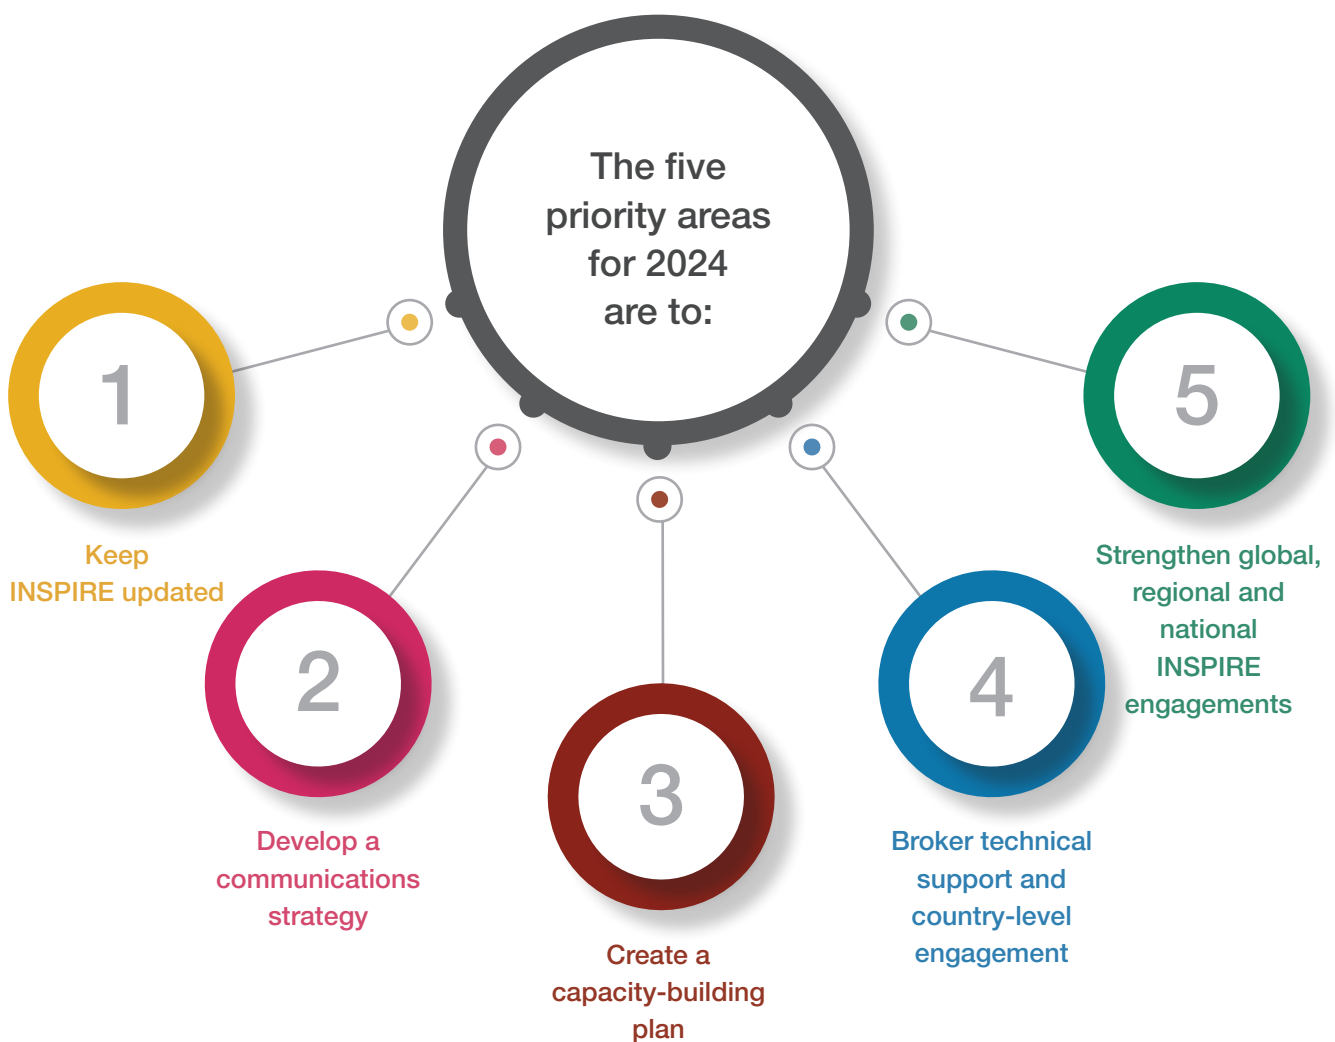 The five
priority areas
for 2024
are to:
1
Keep
INSPIRE updated
2
Develop a
communications
strategy
3
Create a
capacity-building
plan
4
Broker technical
support and
country-level
engagement
5
Strengthen global,
regional and
national
INSPIRE
engagements